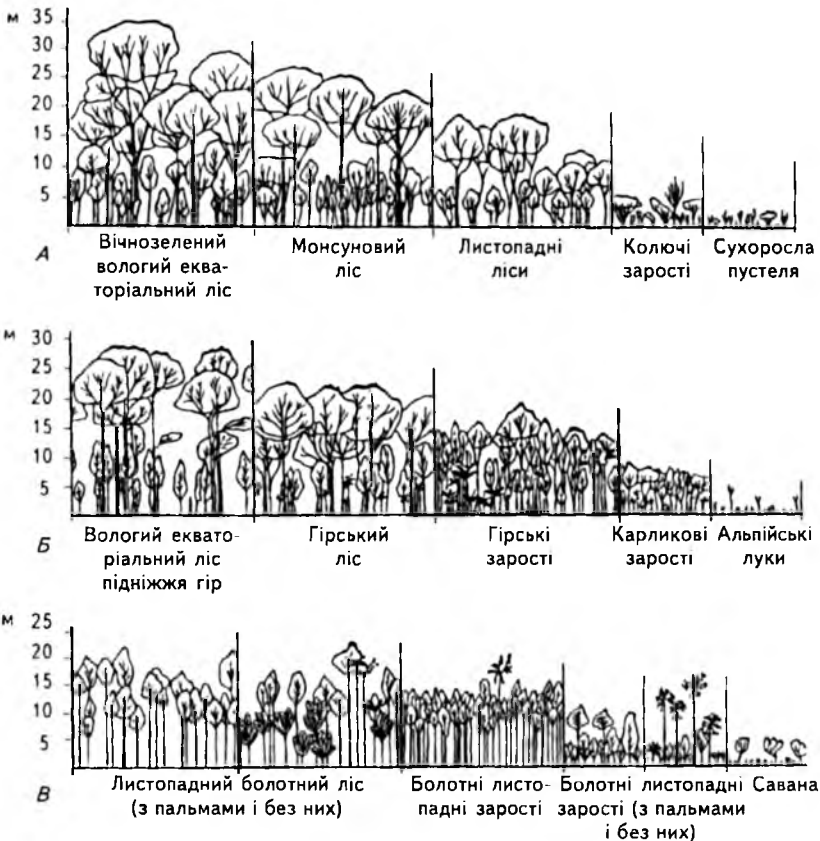 м 35
30
25
20
15
10
5
А
Вічнозелений
вологий еква-
торіальний ліс
Монсуновий
ліс
Листопадні
ліси
Колючі
зарості
Сухоросла
пустеля
м 30
25
20
15
10
5
Б
Вологий еквато-
ріальний ліс
підніжжя гір
Гірський
ліс
Гірські
зарості
Карликові
зарості
Альпійські
луки
м 25
20
15
10
5
В
Листопадний болотний ліс
(з пальмами і без них)
Болотні листо-
падні зарості
Болотні листопадні
зарості (з пальмами
і без них)
Савана